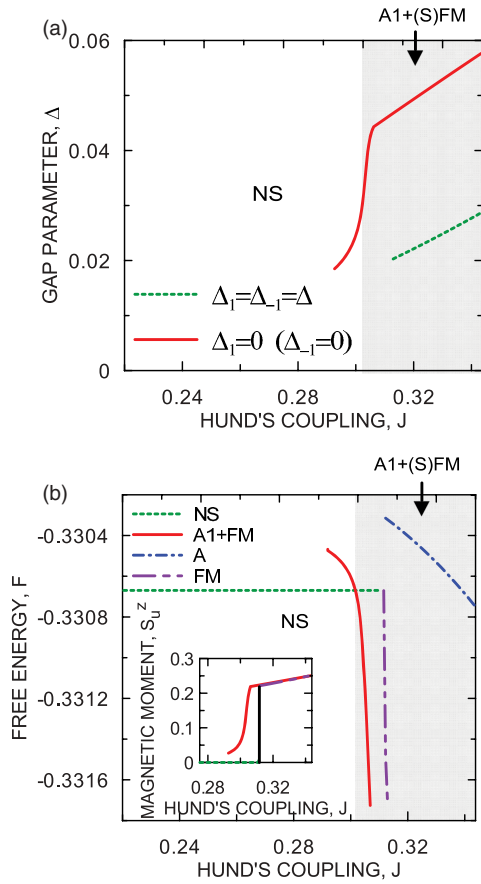 (a)
A1+(S)FM
0.06
0.04
0.02
0
GAP PARAMETER, Δ
NS
Δ₁=Δ₋₁=Δ
Δ₁=0 (Δ₋₁=0)
0.24
0.28
0.32
HUND'S COUPLING, J
(b)
A1+(S)FM
NS
A1+FM
A
FM
-0.3304
-0.3308
-0.3312
-0.3316
FREE ENERGY, F
NS
MAGNETIC MOMENT, Sᵤᶻ
0.3
0.2
0.1
0
0.28
0.32
HUND'S COUPLING, J
0.24
0.28
0.32
HUND'S COUPLING, J